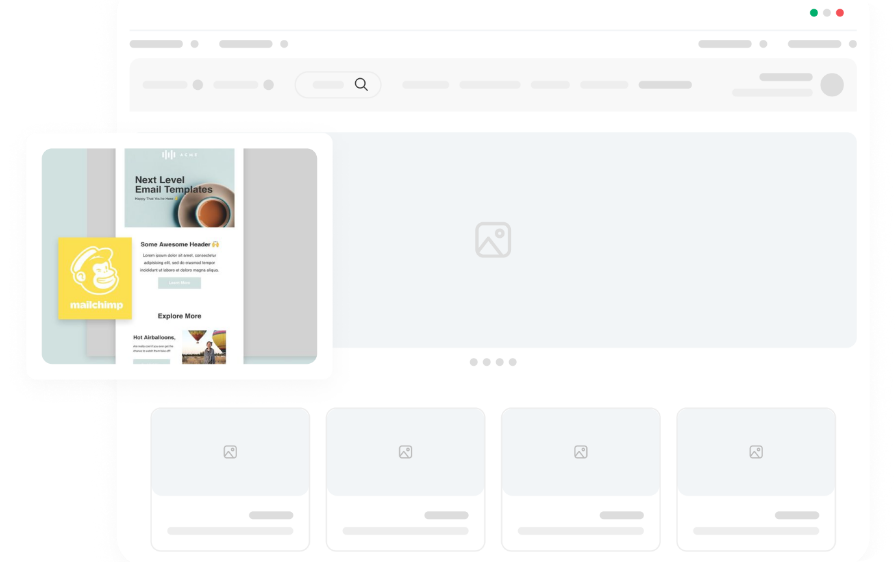 ACME
Next Level
Email Templates
Happy That You're Here
Some Awesome Header 🙌
Lorem ipsum dolor sit amet, consectetur
adipiscing elit, sed do eiusmod tempor
incididunt ut labore et dolore magna aliqua.
Learn More
mailchimp
Explore More
Hot Airballoons,